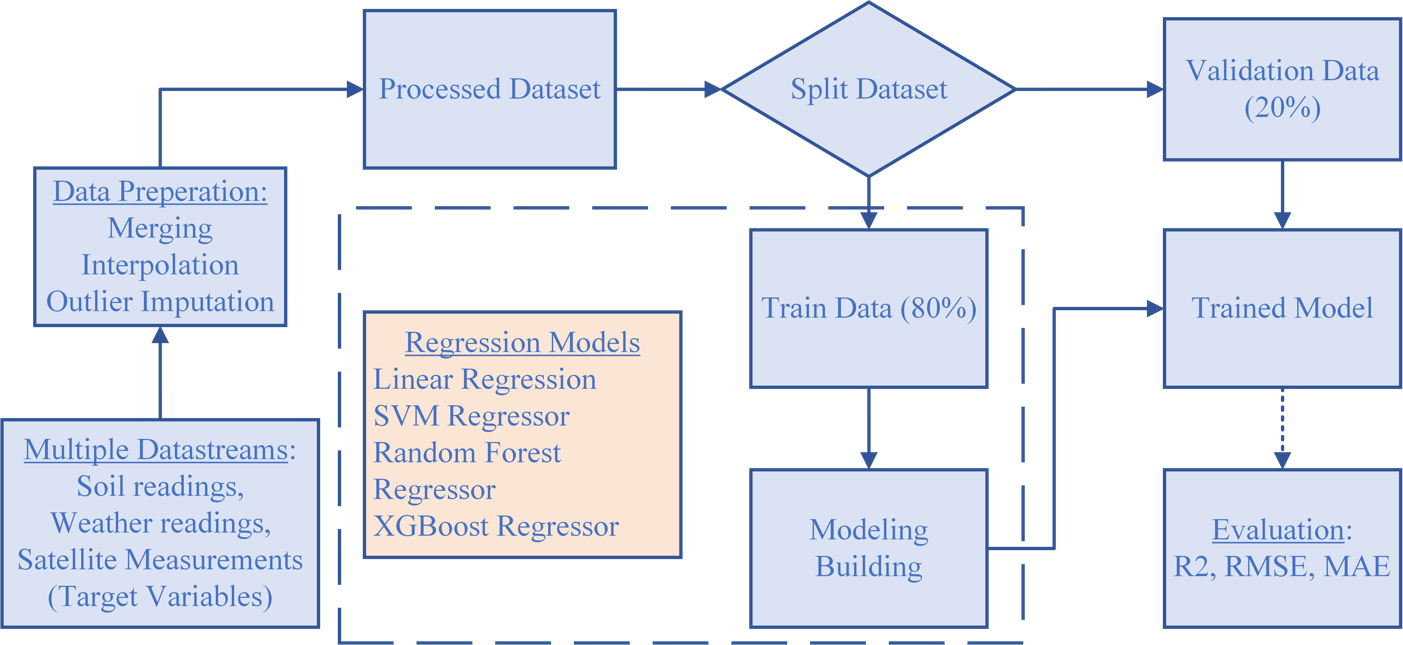 Processed Dataset
Split Dataset
Validation Data
(20%)
Data Preperation:
Merging
Interpolation
Outlier Imputation
Train Data (80%)
Trained Model
Regression Models
Linear Regression
SVM Regressor
Random Forest
Regressor
XGBoost Regressor
Multiple Datastreams:
Soil readings,
Weather readings,
Satellite Measurements
(Target Variables)
Modeling
Building
Evaluation:
R2, RMSE, MAE